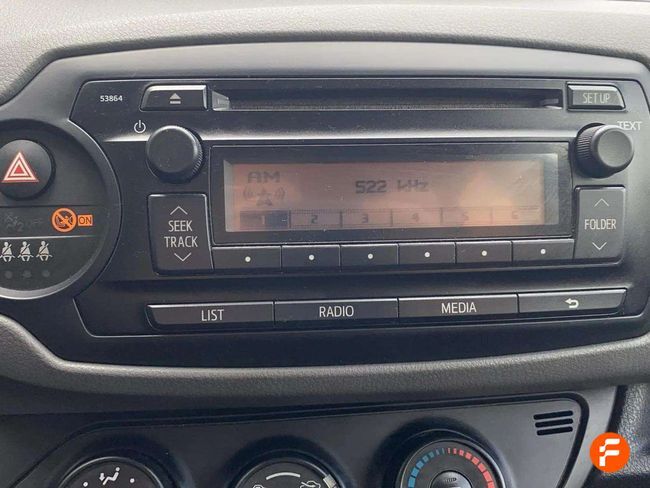 53864
SET UP
TEXT
AM
522 kHz
1 2 3 4 5 6
SEEK
TRACK
FOLDER
ON
LIST
RADIO
MEDIA